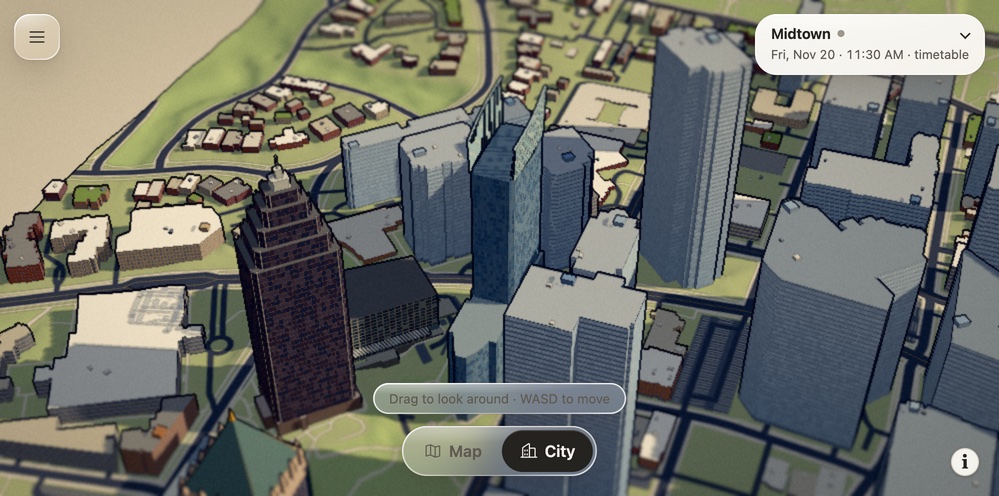 Midtown
Fri, Nov 20 · 11:30 AM · timetable
Drag to look around · WASD to move
Map
City
i